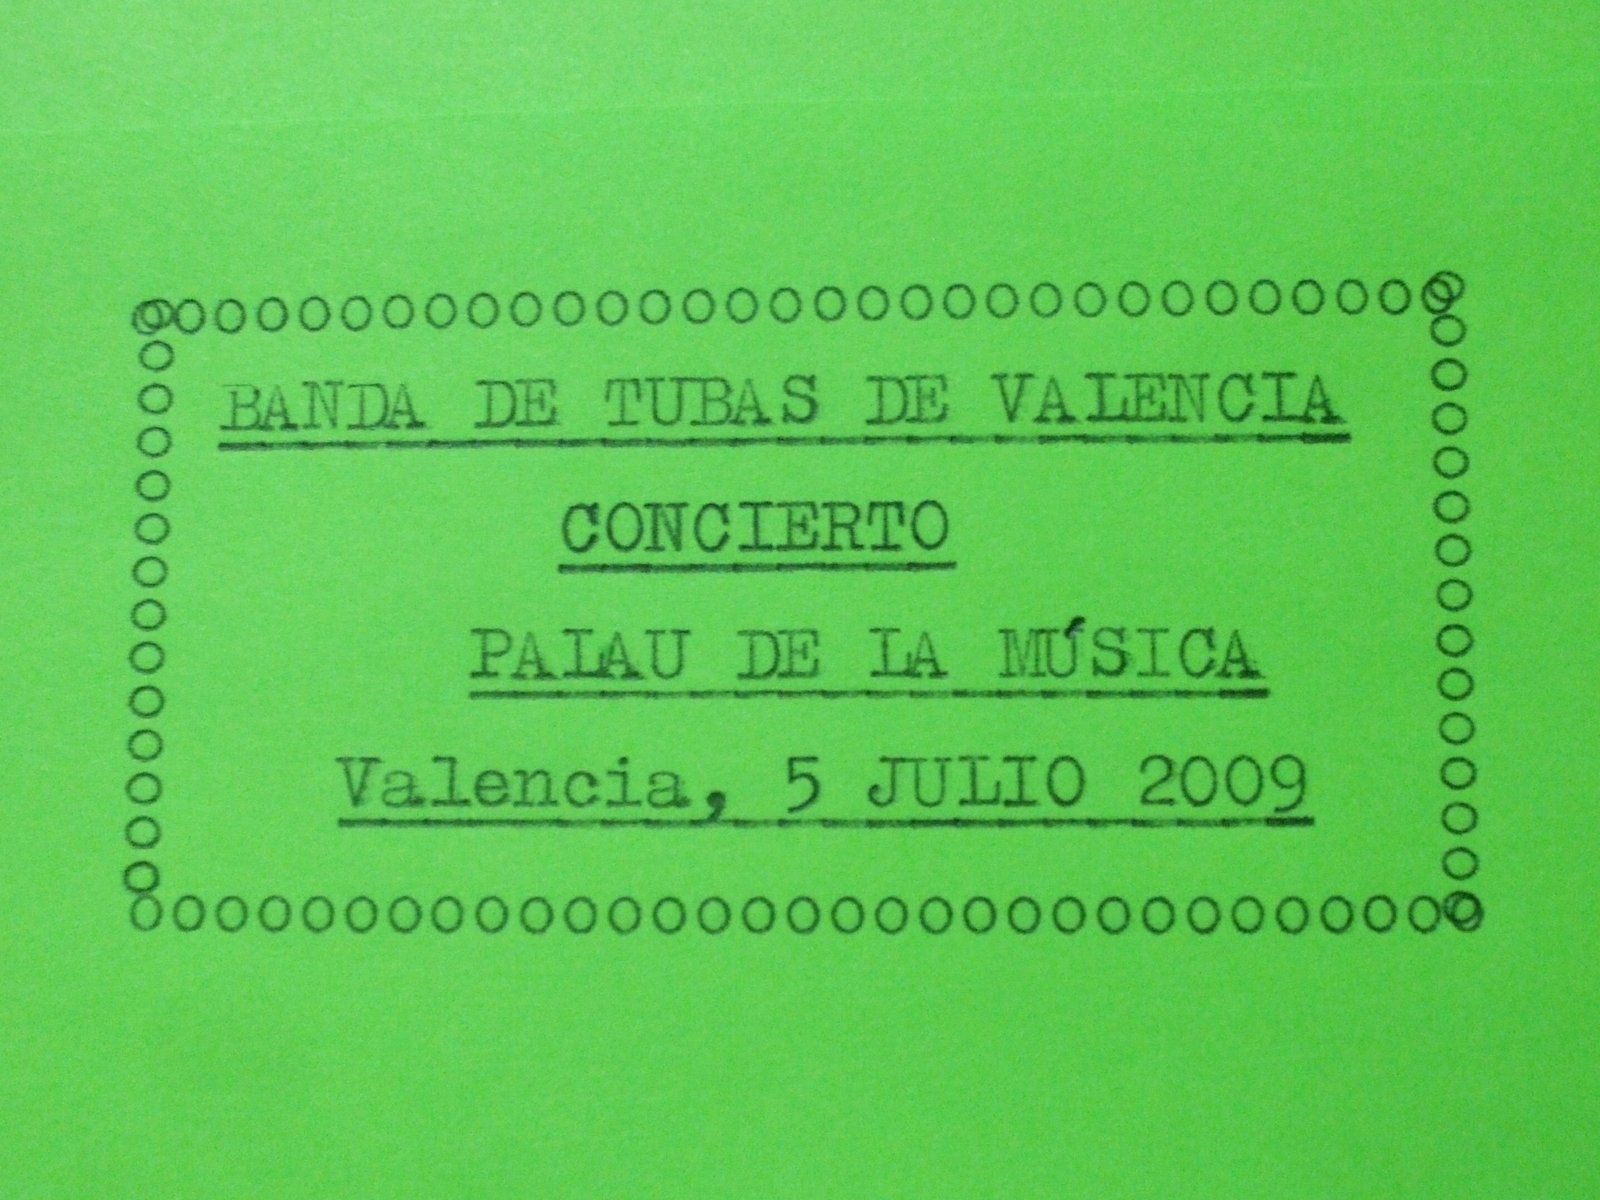 BANDA DE TUBAS DE VALENCIA
CONCIERTO
PALAU DE LA MÚSICA
Valencia, 5 JULIO 2009